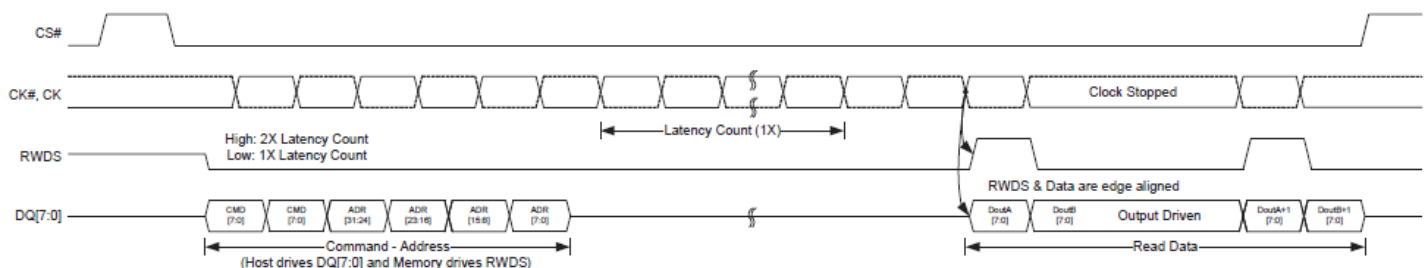 CS#
CK#, CK
Clock Stopped
Latency Count (1X)
High: 2X Latency Count
Low: 1X Latency Count
RWDS
RWDS & Data are edge aligned
DQ[7:0]
CMD
[7:0]
CMD
[7:0]
ADR
[31:24]
ADR
[23:16]
ADR
[15:8]
ADR
[7:0]
DoutA
[7:0]
DoutB
[7:0]
Output Driven
DoutA+1
[7:0]
DoutB+1
[7:0]
Command - Address
(Host drives DQ[7:0] and Memory drives RWDS)
Read Data